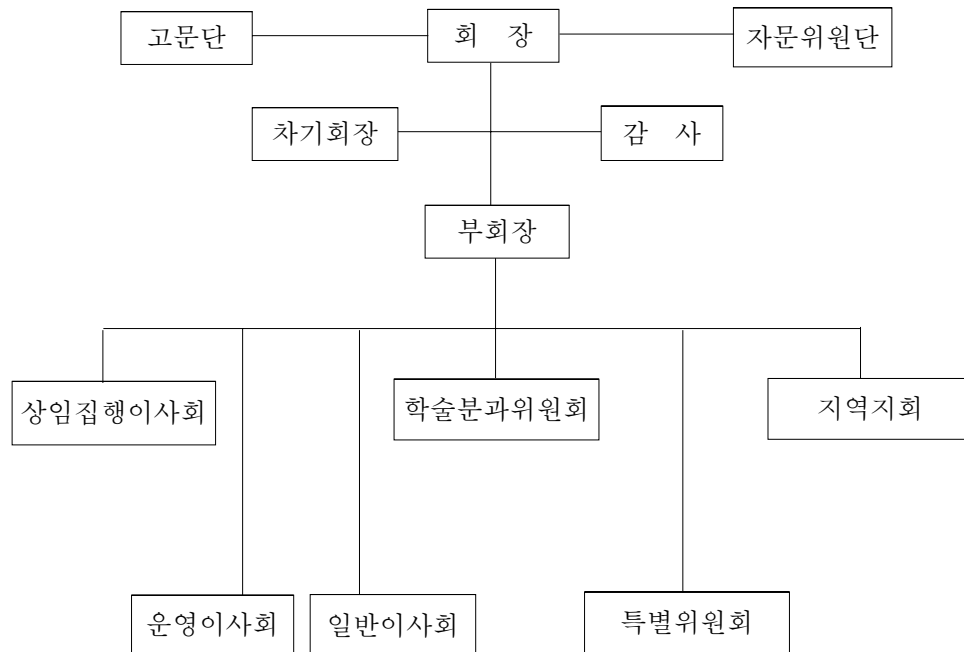 고문단
회 장
자문위원단
차기회장
감 사
부회장
상임집행이사회
학술분과위원회
지역지회
운영이사회
일반이사회
특별위원회